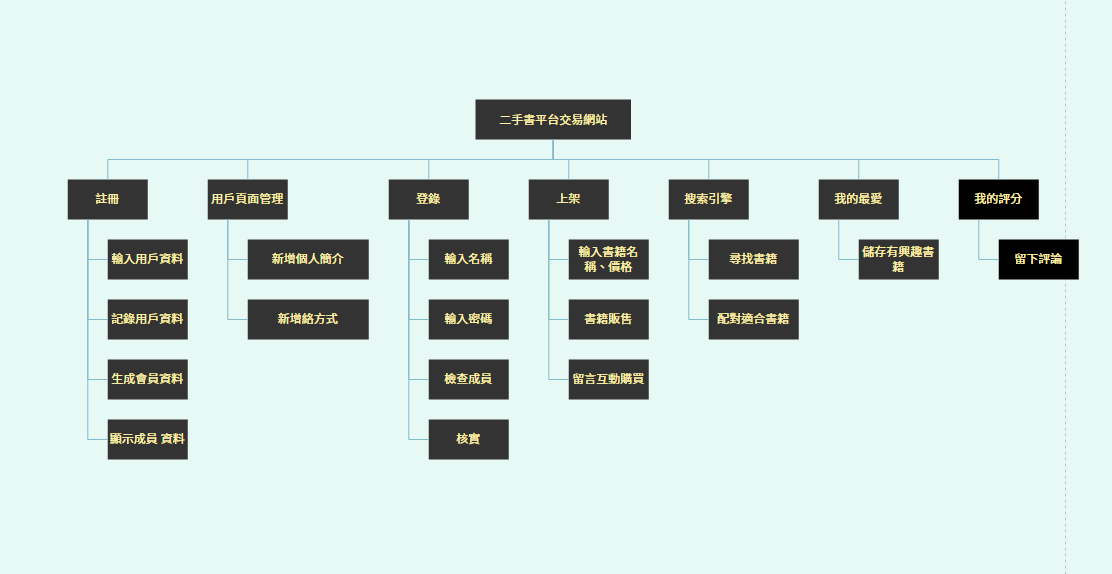 二手書平台交易網站
註冊
用戶頁面管理
登錄
上架
搜索引擎
我的最愛
我的評分
輸入用戶資料
新增個人簡介
輸入名稱
輸入書籍名
稱、價格
尋找書籍
儲存有興趣書
籍
留下評論
記錄用戶資料
新增絡方式
輸入密碼
書籍販售
配對適合書籍
生成會員資料
檢查成員
留言互動購買
顯示成員 資料
核實